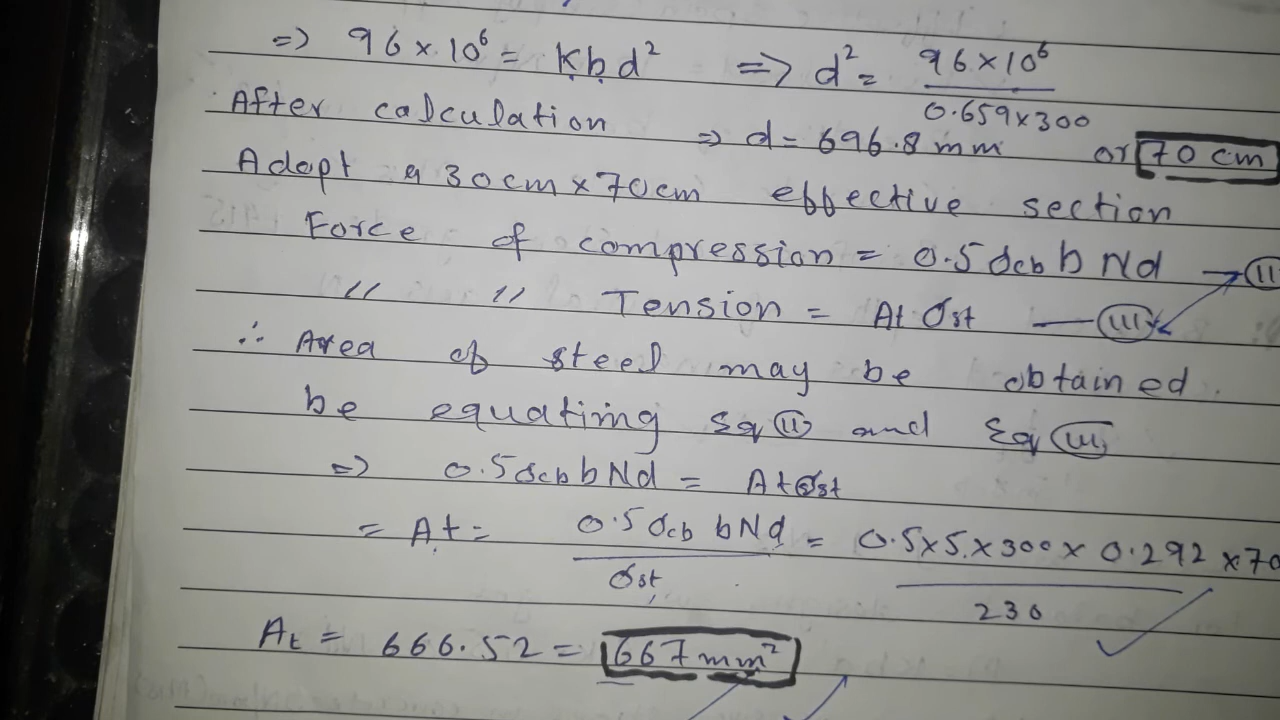 => 96 × 10⁶ = Kbd² => d² = 96×10⁶ / 0.659×300
After calculation => d = 696.8 mm or 70 cm
Adopt a 30cm × 70cm effective section
Force of compression = 0.5 σcb b Nd → (II)
〃 〃 Tension = At σst — (III)
∴ Area of steel may be obtained.
be equating Eq (II) and Eq (III)
=> 0.5σcb b Nd = At σst
= At = 0.5 σcb b Nd / σst = 0.5×5×300× 0.292 ×70 / 230
At = 666.52 = 667 mm²